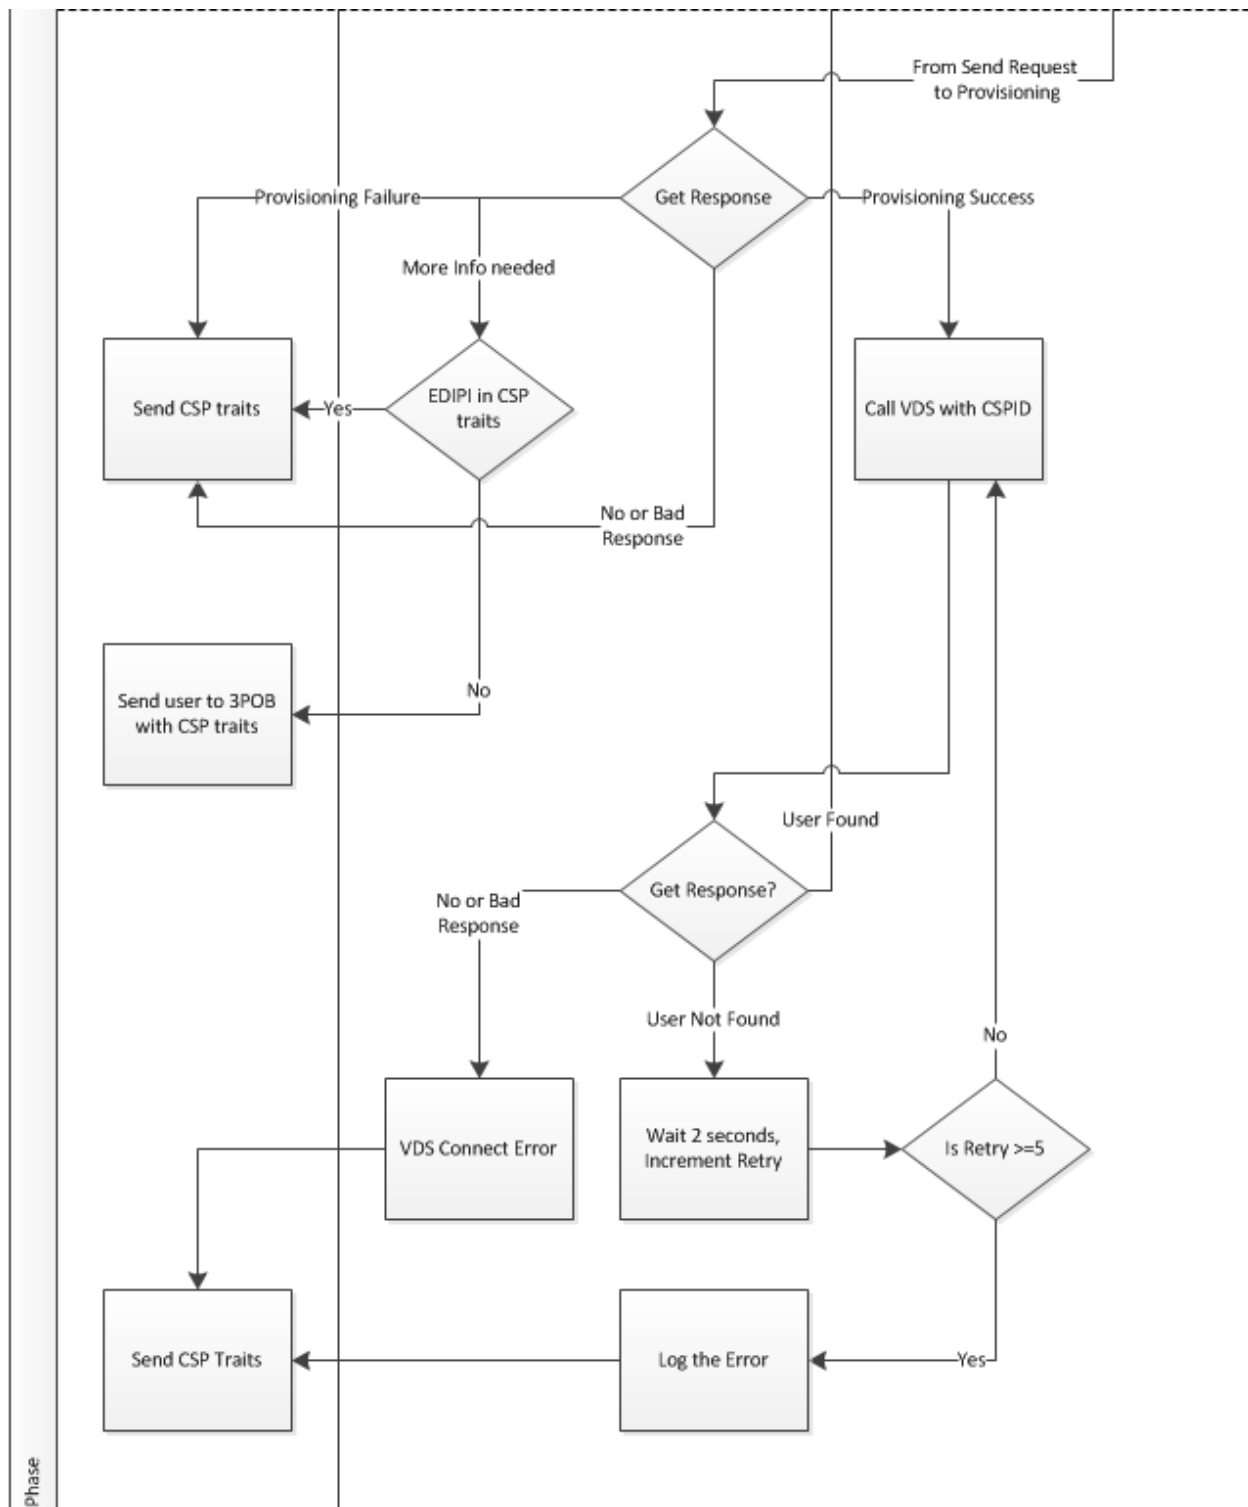 From Send Request
to Provisioning
Get Response
Provisioning Failure
Provisioning Success
More Info needed
Send CSP traits
Yes
EDIPI in CSP
traits
Call VDS with CSPID
No or Bad
Response
Send user to 3POB
with CSP traits
No
User Found
Get Response?
No or Bad
Response
User Not Found
No
VDS Connect Error
Wait 2 seconds,
Increment Retry
Is Retry >=5
Send CSP Traits
Log the Error
Yes
Phase